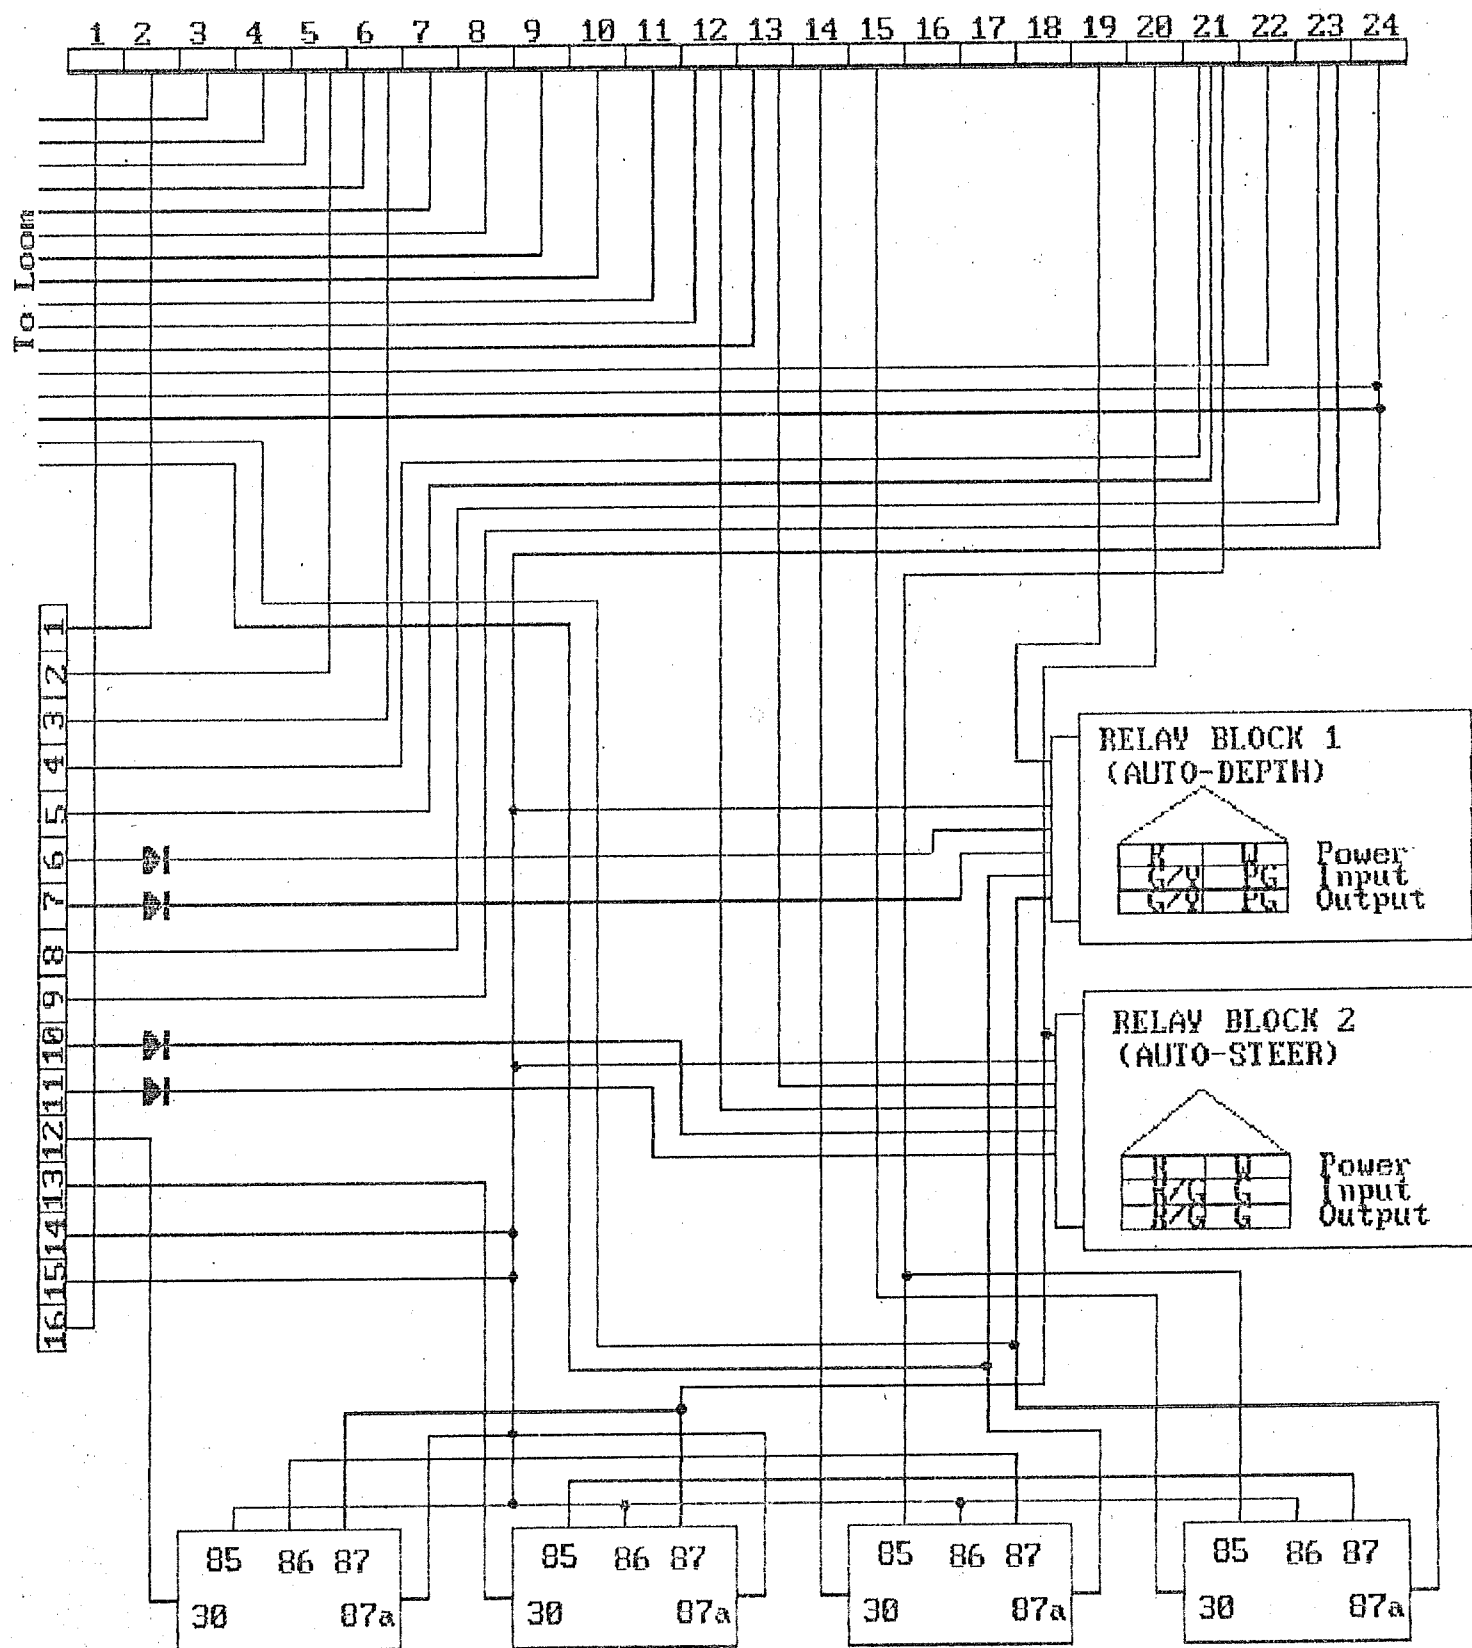 1 2 3 4 5 6 7 8 9 10 11 12 13 14 15 16 17 18 19 20 21 22 23 24
To Loom
1
2
3
4
5
6
7
8
9
10
11
12
13
14
15
16
RELAY BLOCK 1
(AUTO-DEPTH)
R W Power
G/Y PG Input
G/Y PG Output
RELAY BLOCK 2
(AUTO-STEER)
R W Power
R/G G Input
R/G G Output
85 86 87
30 87a
85 86 87
30 87a
85 86 87
30 87a
85 86 87
30 87a